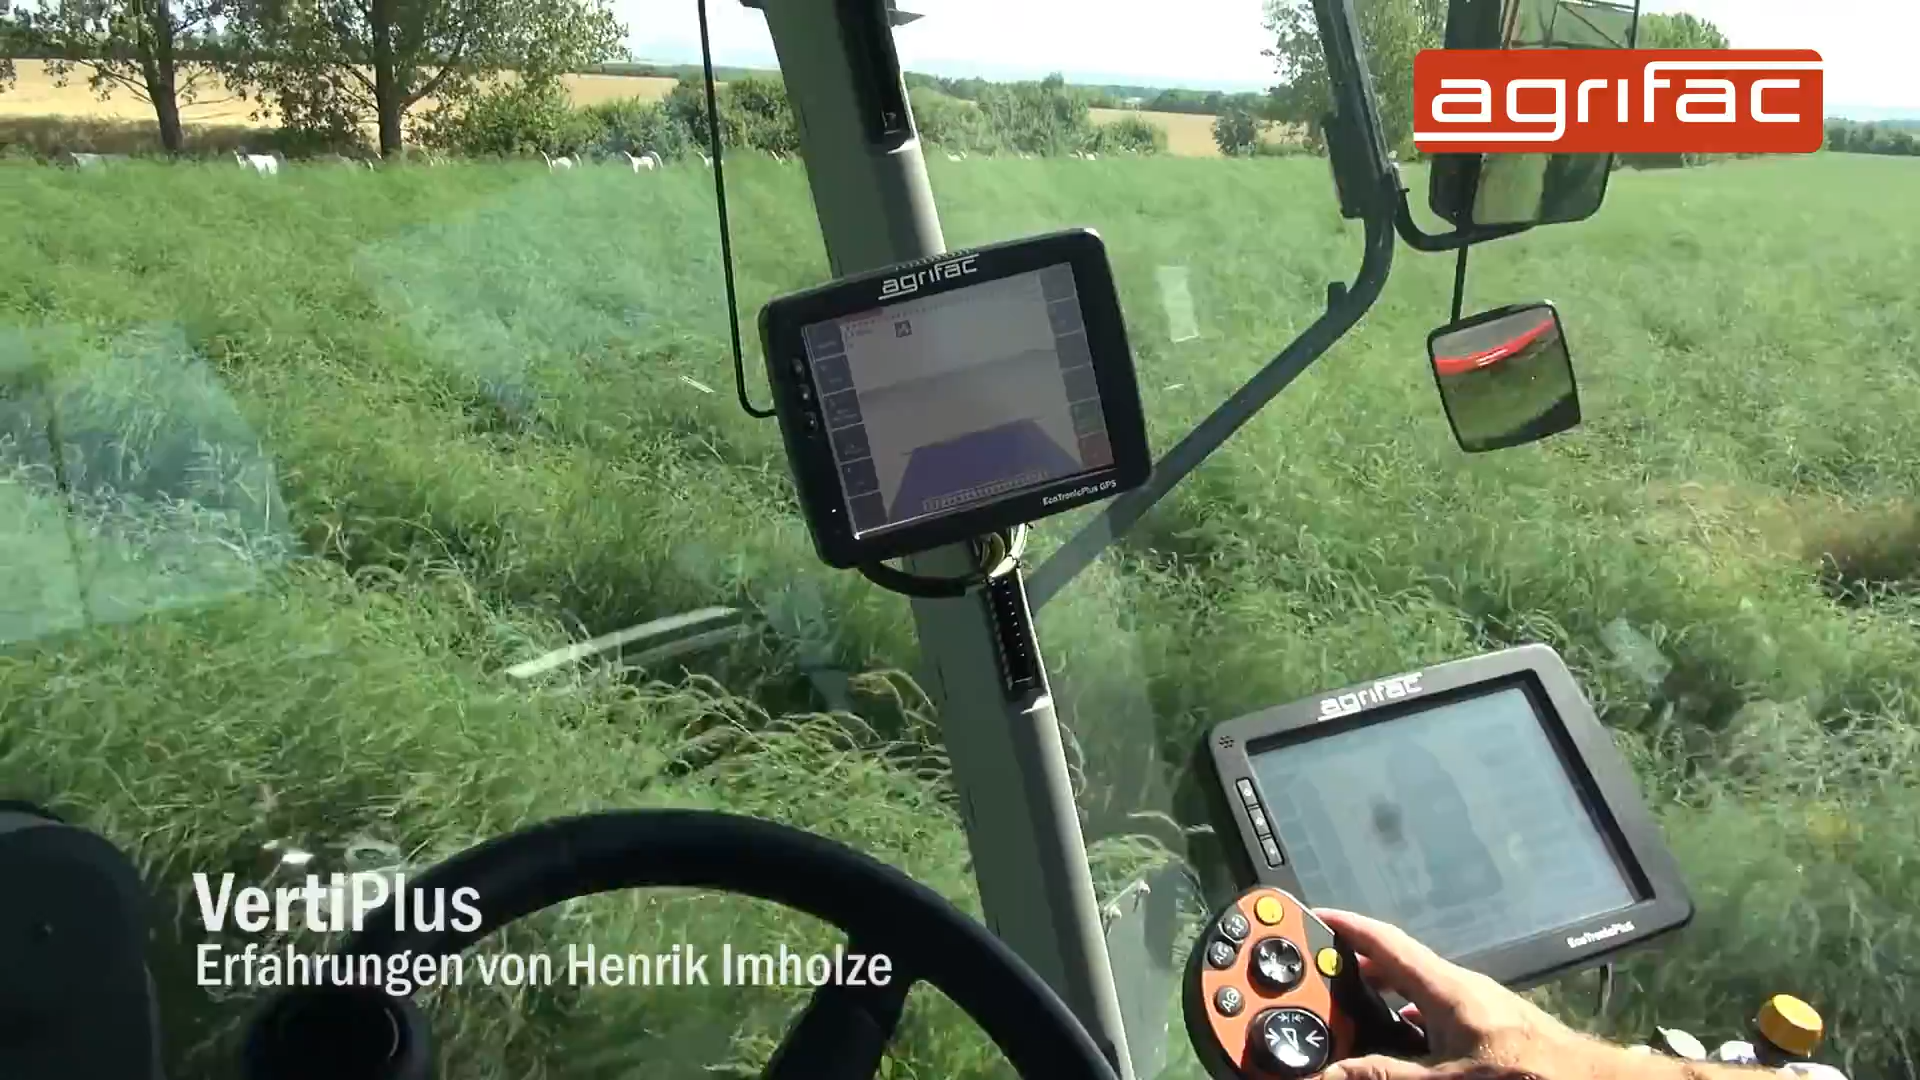 agrifac
agrifac
EcoTronicPlus GPS
agrifac
EcoTronicPlus
VertiPlus
Erfahrungen von Henrik Imholze